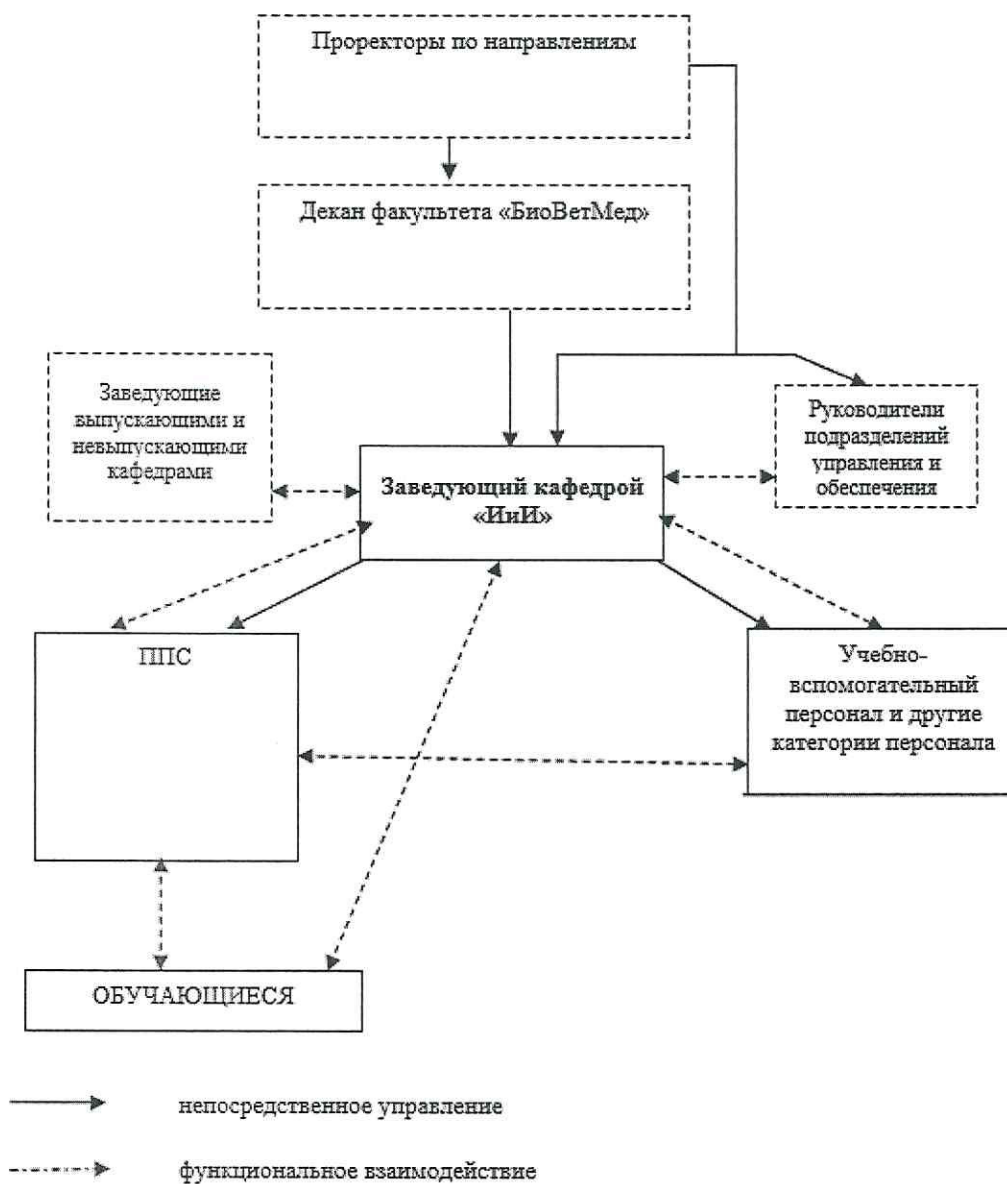 Проректоры по направлениям
Декан факультета «БиоВетМед»
Заведующие
выпускающими и
невыпускающими
кафедрами
Руководители
подразделений
управления и
обеспечения
Заведующий кафедрой
«ИиИ»
ППС
Учебно-
вспомогательный
персонал и другие
категории персонала
ОБУЧАЮЩИЕСЯ
непосредственное управление
функциональное взаимодействие